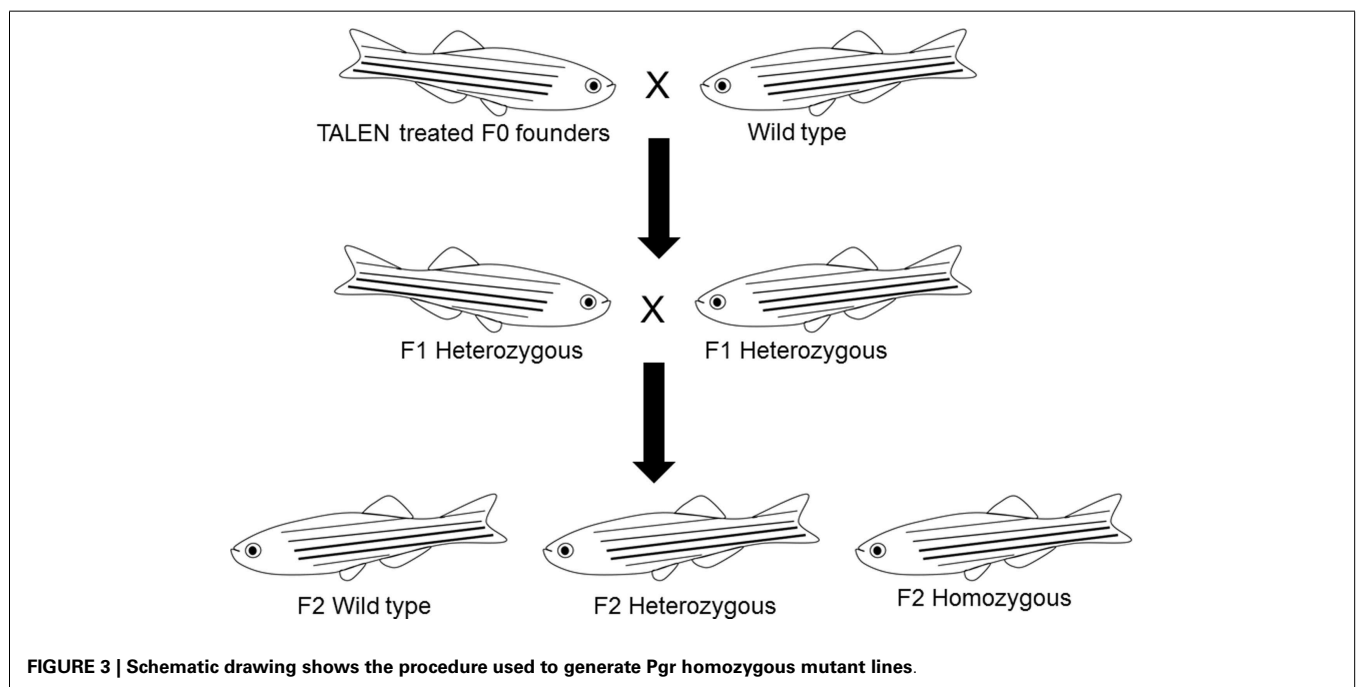 X
TALEN treated F0 founders
Wild type
X
F1 Heterozygous
F1 Heterozygous
F2 Wild type
F2 Heterozygous
F2 Homozygous
FIGURE 3 | Schematic drawing shows the procedure used to generate Pgr homozygous mutant lines.